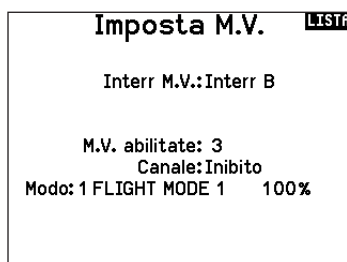 Imposta M.V.
LISTA
Interr M.V.: Interr B
M.V. abilitate: 3
Canale: Inibito
Modo: 1 FLIGHT MODE 1 100%